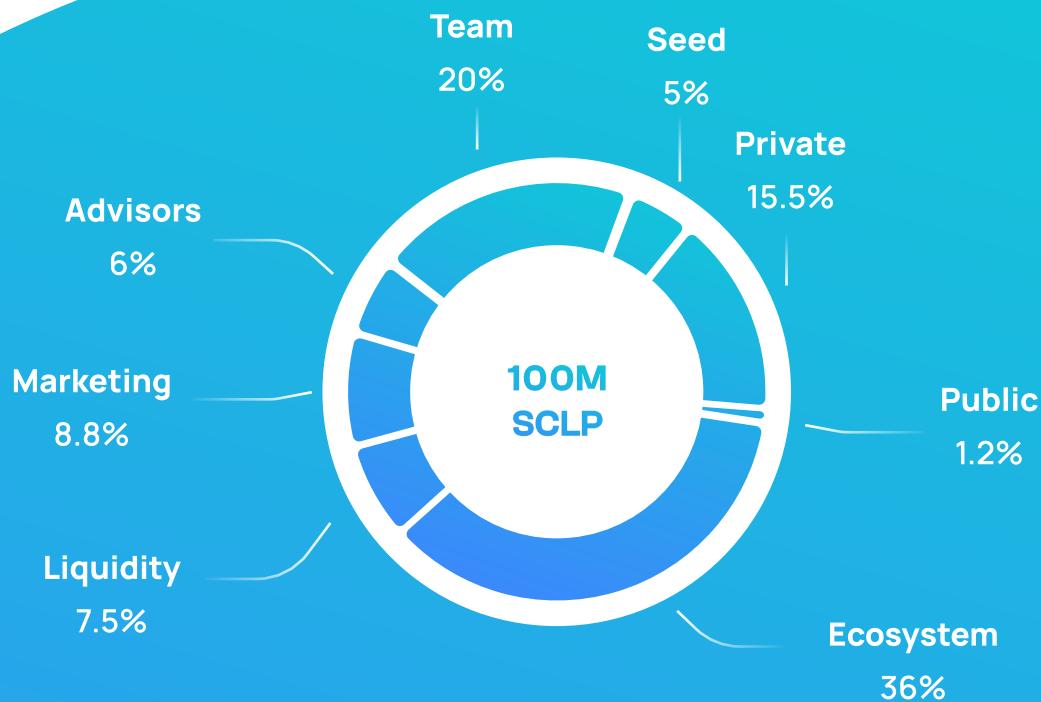 Team
20%
Seed
5%
Private
15.5%
Advisors
6%
Marketing
8.8%
100M
SCLP
Public
1.2%
Liquidity
7.5%
Ecosystem
36%